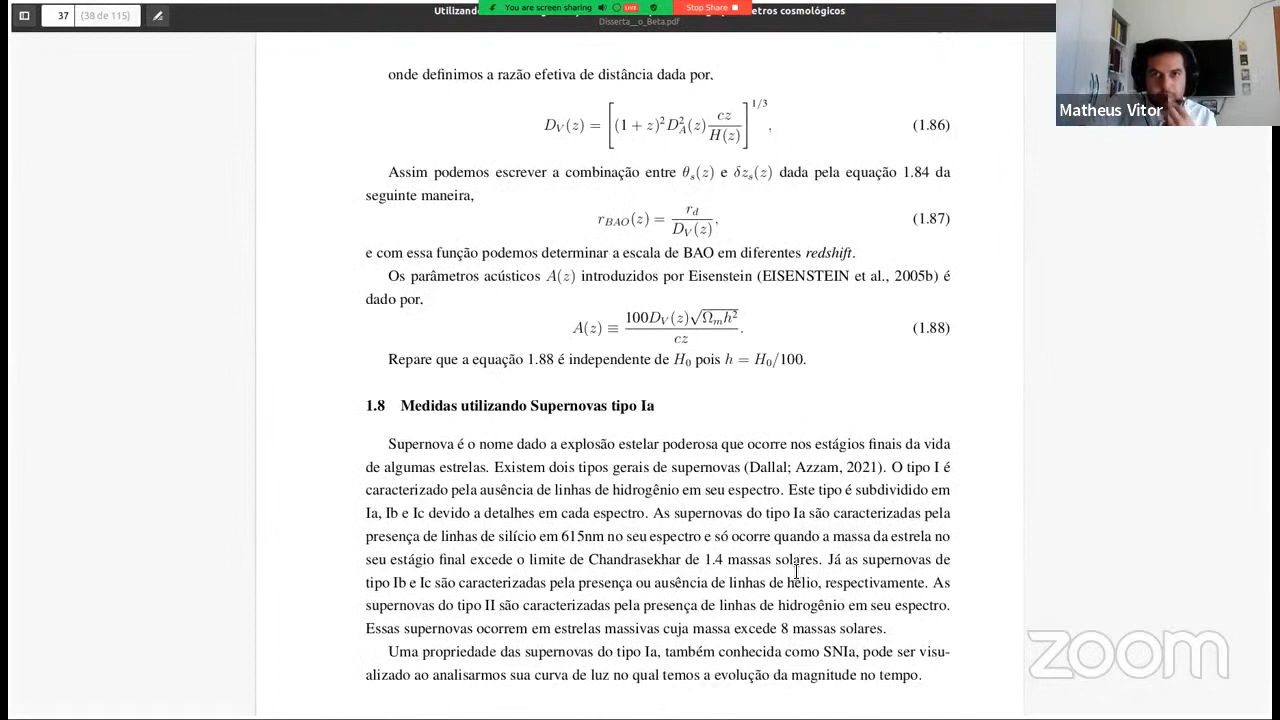 37 (38 de 115)
Utilizando
etros cosmológicos
You are screen sharing LIVE Stop Share
Disserta__o_Beta.pdf
Matheus Vitor
onde definimos a razão efetiva de distância dada por,
D_V(z) = [(1 + z)^2 D_A^2(z) cz/H(z)]^{1/3}, (1.86)
Assim podemos escrever a combinação entre θ_s(z) e δz_s(z) dada pela equação 1.84 da
seguinte maneira,
r_{BAO}(z) = r_d/D_V(z), (1.87)
e com essa função podemos determinar a escala de BAO em diferentes redshift.
Os parâmetros acústicos A(z) introduzidos por Eisenstein (EISENSTEIN et al., 2005b) é
dado por,
A(z) ≡ 100D_V(z)√(Ω_m h^2)/cz. (1.88)
Repare que a equação 1.88 é independente de H_0 pois h = H_0/100.
1.8 Medidas utilizando Supernovas tipo Ia
Supernova é o nome dado a explosão estelar poderosa que ocorre nos estágios finais da vida
de algumas estrelas. Existem dois tipos gerais de supernovas (Dallal; Azzam, 2021). O tipo I é
caracterizado pela ausência de linhas de hidrogênio em seu espectro. Este tipo é subdividido em
Ia, Ib e Ic devido a detalhes em cada espectro. As supernovas do tipo Ia são caracterizadas pela
presença de linhas de silício em 615nm no seu espectro e só ocorre quando a massa da estrela no
seu estágio final excede o limite de Chandrasekhar de 1.4 massas solares. Já as supernovas de
tipo Ib e Ic são caracterizadas pela presença ou ausência de linhas de hélio, respectivamente. As
supernovas do tipo II são caracterizadas pela presença de linhas de hidrogênio em seu espectro.
Essas supernovas ocorrem em estrelas massivas cuja massa excede 8 massas solares.
Uma propriedade das supernovas do tipo Ia, também conhecida como SNIa, pode ser visu-
alizado ao analisarmos sua curva de luz no qual temos a evolução da magnitude no tempo.
zoom